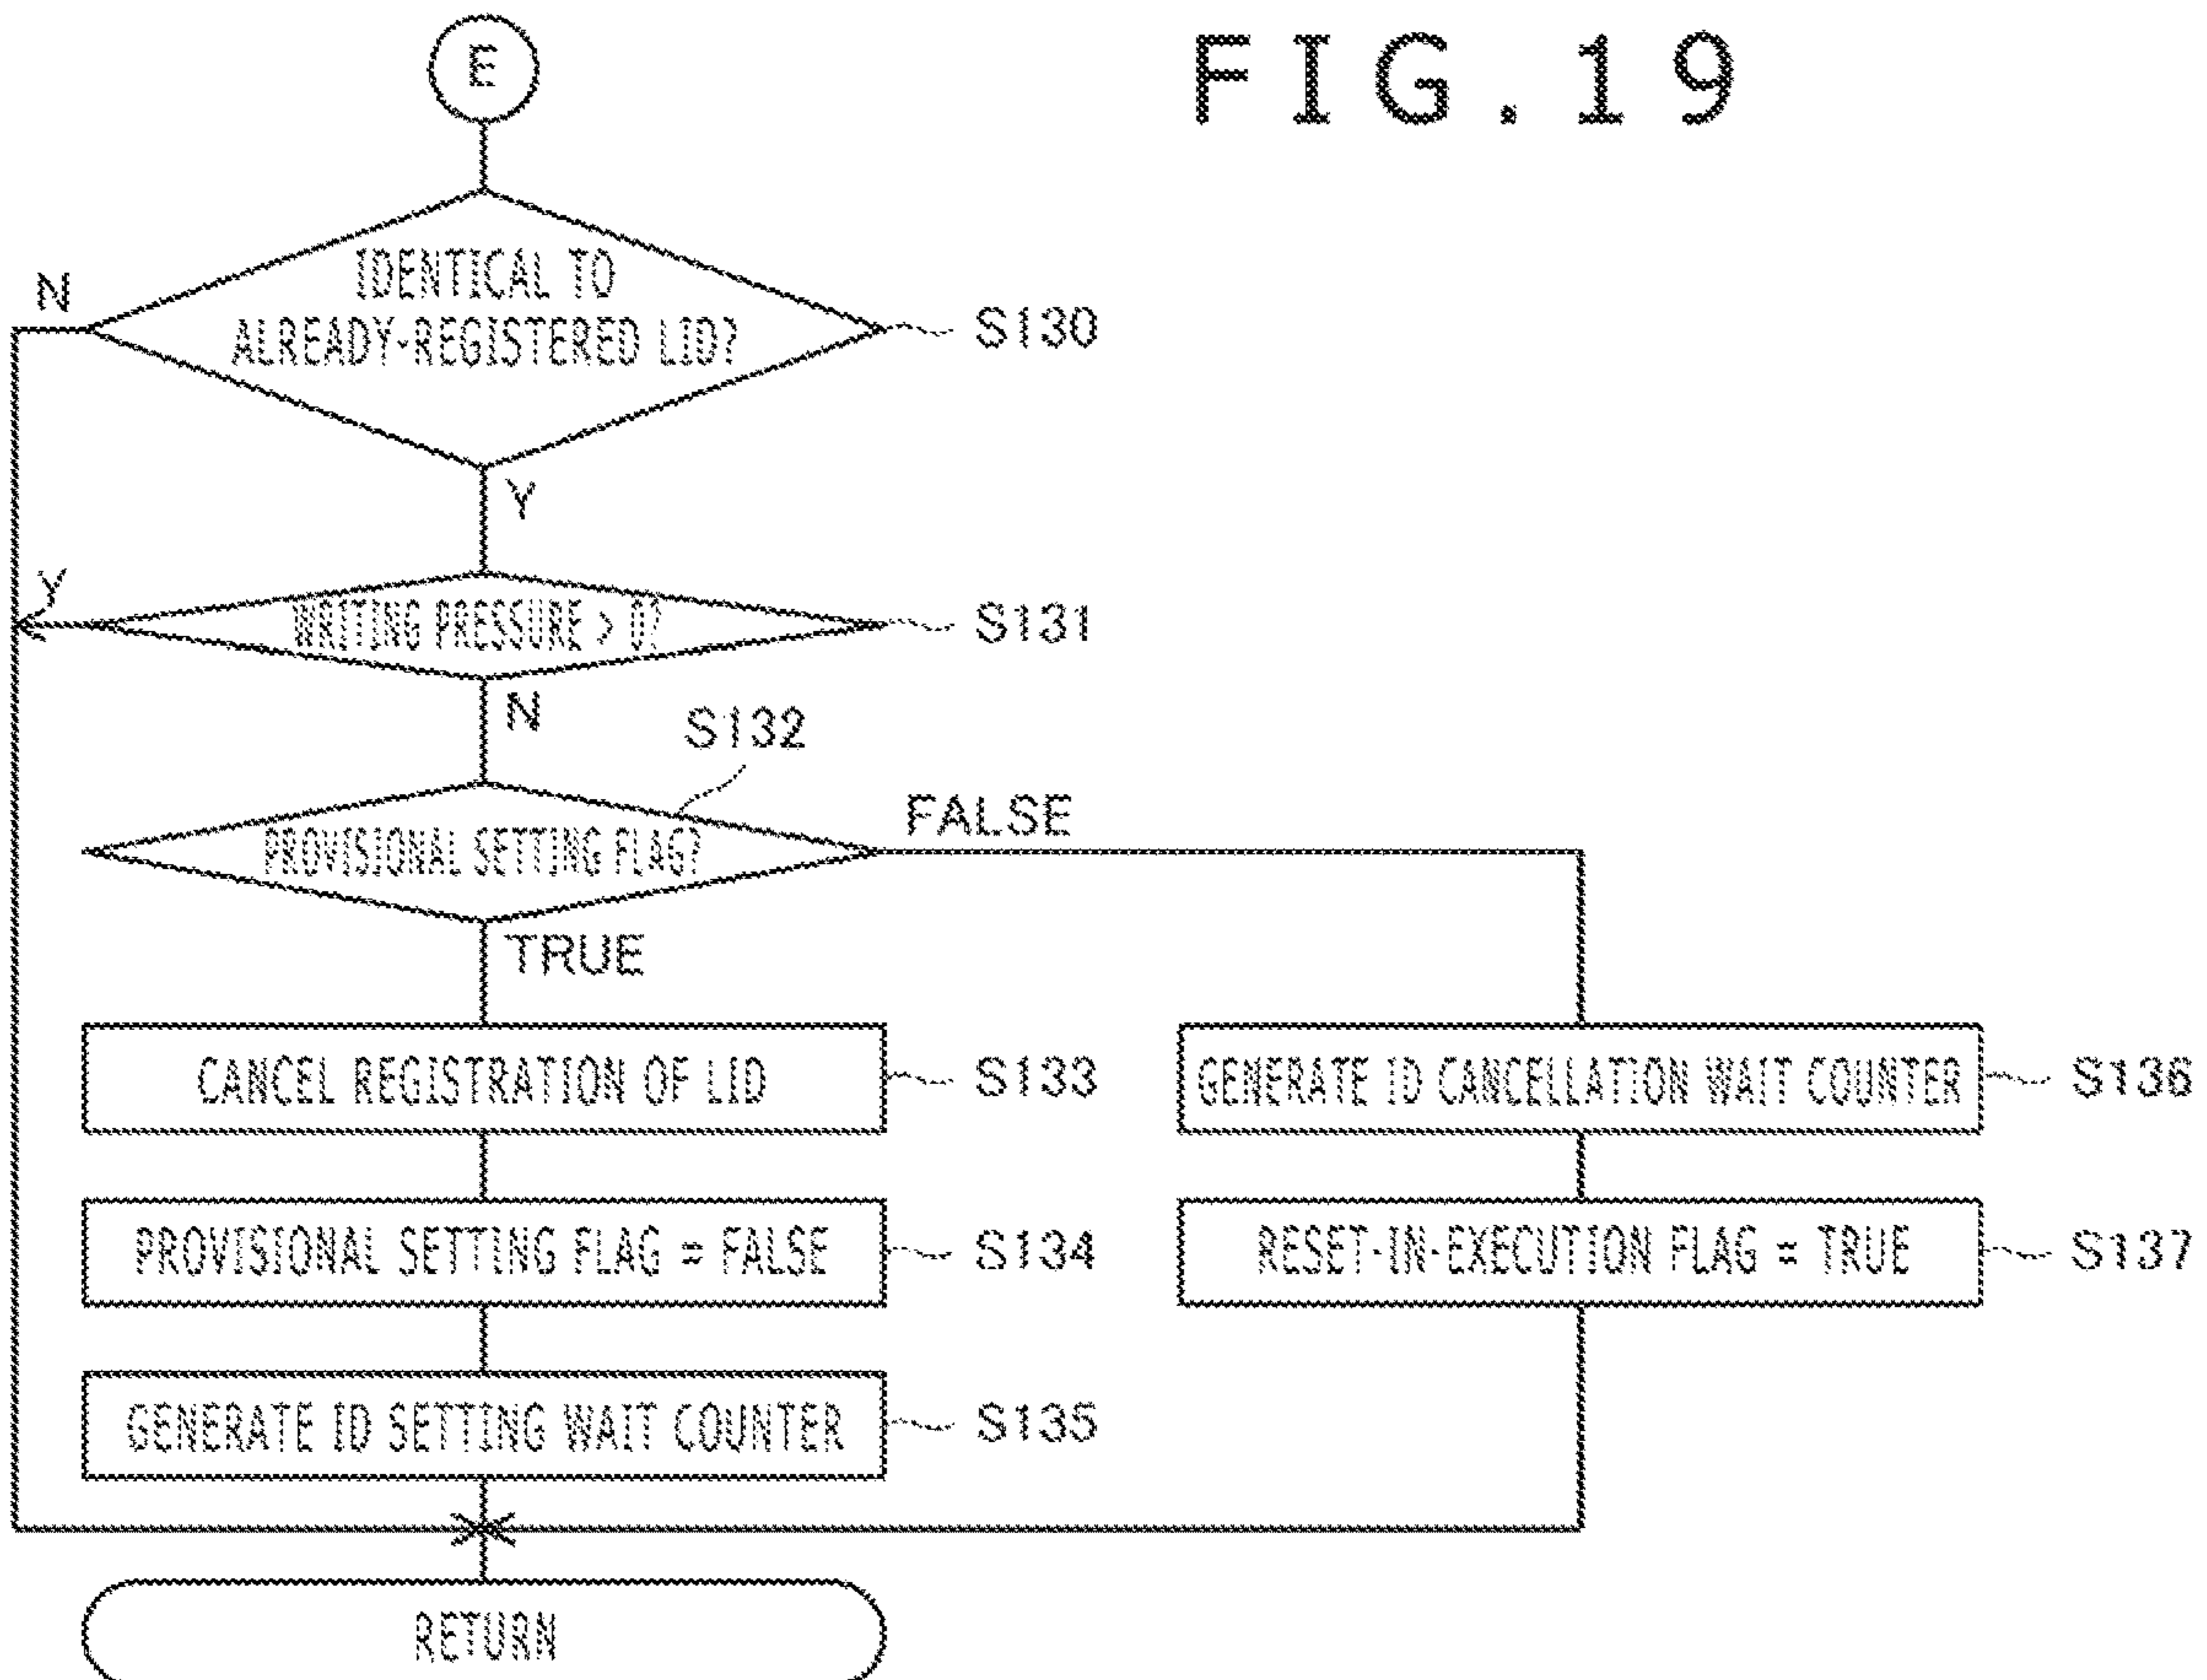 FIG.19
E
IDENTICAL TO
ALREADY-REGISTERED LID?
N
S130
Y
Y
WRITING PRESSURE > 0?
S131
N
S132
PROVISIONAL SETTING FLAG?
FALSE
TRUE
CANCEL REGISTRATION OF LID
S133
GENERATE ID CANCELLATION WAIT COUNTER
S136
PROVISIONAL SETTING FLAG = FALSE
S134
RESET-IN-EXECUTION FLAG = TRUE
S137
GENERATE ID SETTING WAIT COUNTER
S135
RETURN